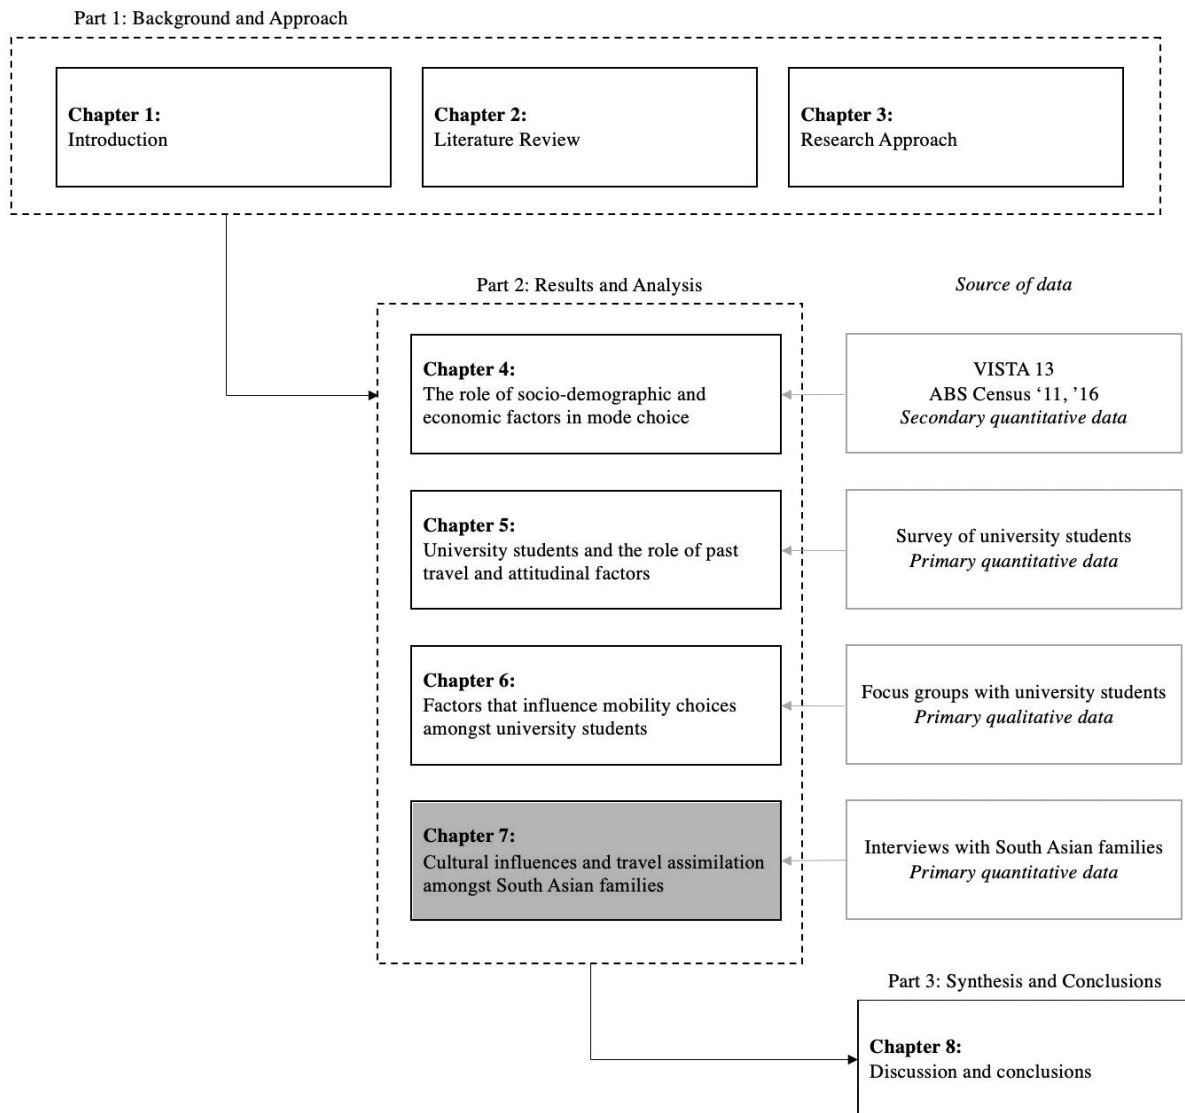 Part 1: Background and Approach
Chapter 1:
Introduction
Chapter 2:
Literature Review
Chapter 3:
Research Approach
Part 2: Results and Analysis
Source of data
Chapter 4:
The role of socio-demographic and
economic factors in mode choice
VISTA 13
ABS Census ‘11, ’16
Secondary quantitative data
Chapter 5:
University students and the role of past
travel and attitudinal factors
Survey of university students
Primary quantitative data
Chapter 6:
Factors that influence mobility choices
amongst university students
Focus groups with university students
Primary qualitative data
Chapter 7:
Cultural influences and travel assimilation
amongst South Asian families
Interviews with South Asian families
Primary quantitative data
Part 3: Synthesis and Conclusions
Chapter 8:
Discussion and conclusions